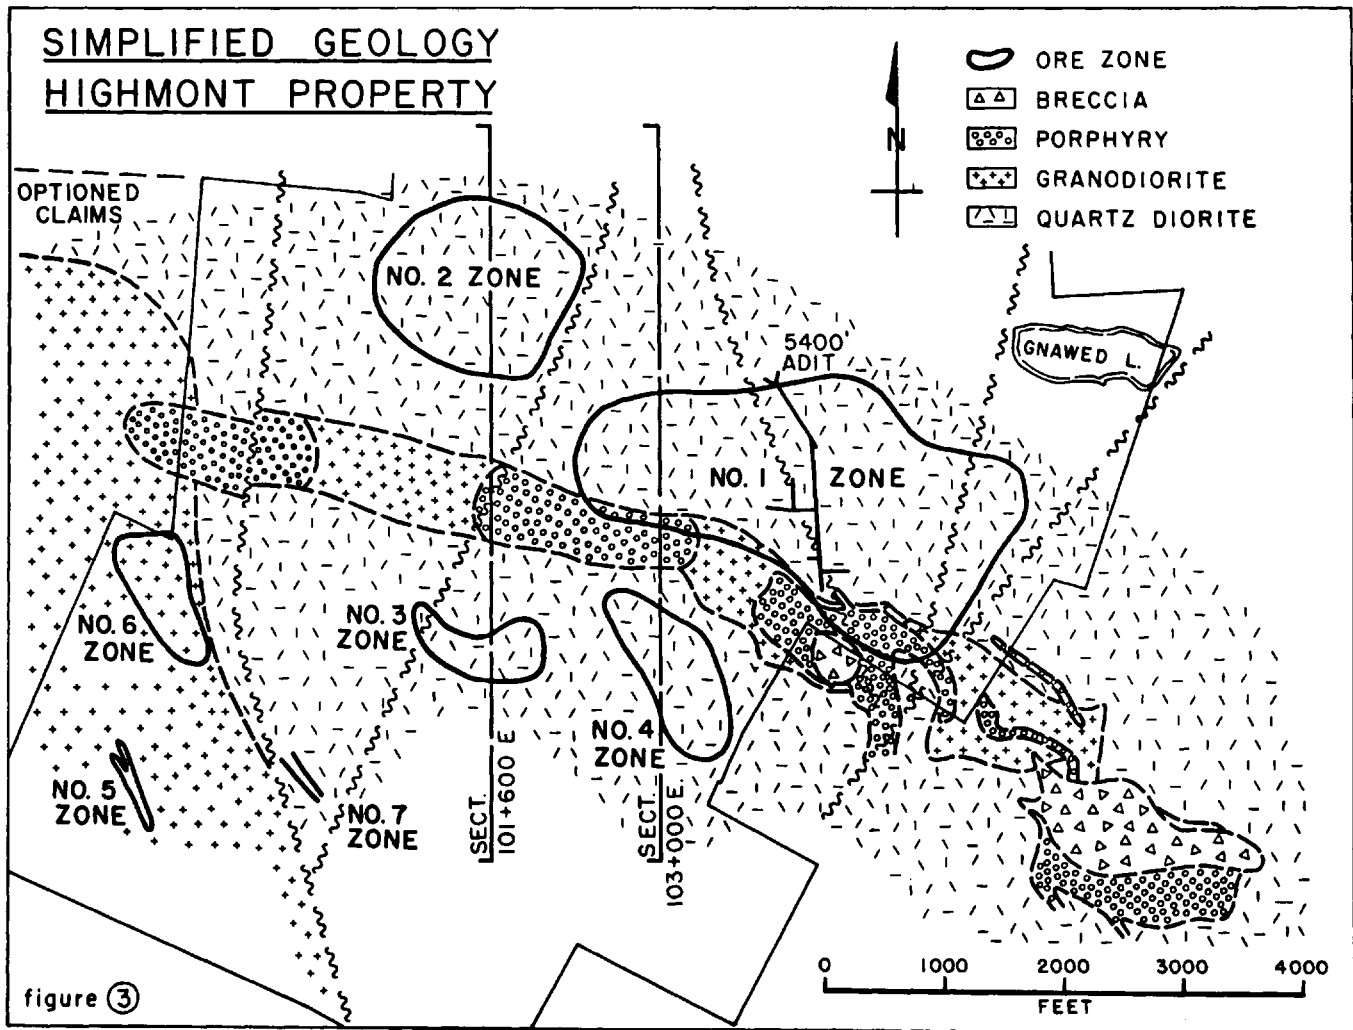 SIMPLIFIED GEOLOGY
HIGHMONT PROPERTY
ORE ZONE
BRECCIA
PORPHYRY
GRANODIORITE
QUARTZ DIORITE
N
OPTIONED
CLAIMS
NO. 2 ZONE
5400
ADIT
GNAWED L.
NO. 1 ZONE
NO. 6
ZONE
NO. 3
ZONE
NO. 4
ZONE
NO. 5
ZONE
NO. 7
ZONE
SECT.
101+600 E
SECT.
103+000 E.
0 1000 2000 3000 4000
FEET
figure 3